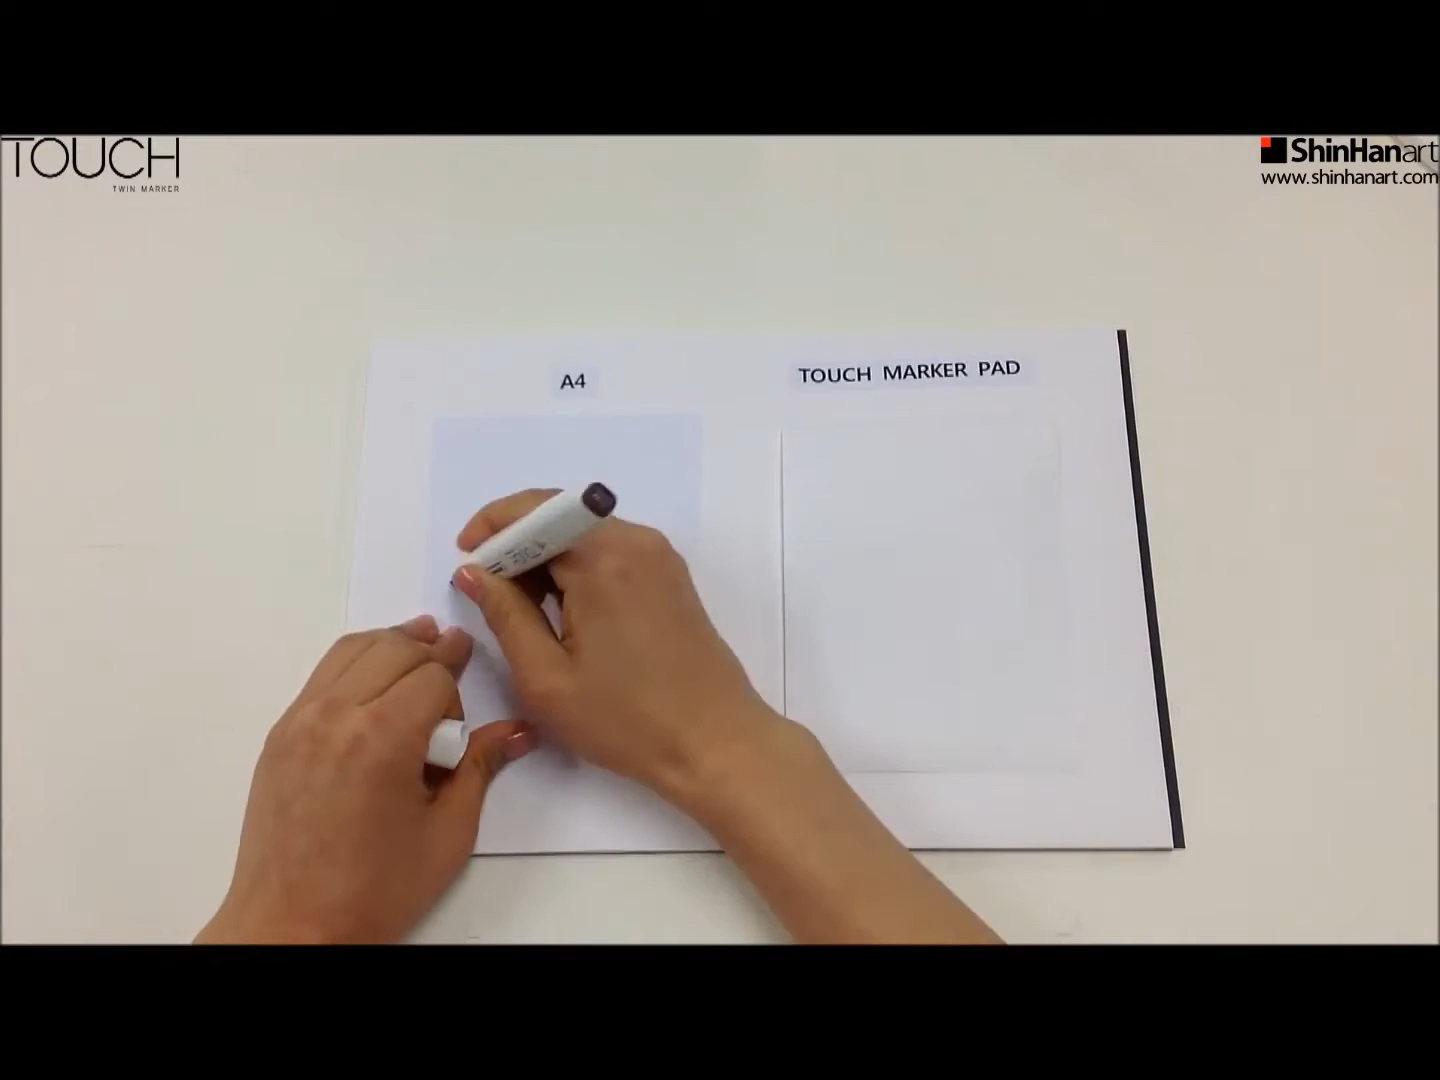 TOUCH
TWIN MARKER
ShinHanart
www.shinhanart.com
A4
TOUCH MARKER PAD